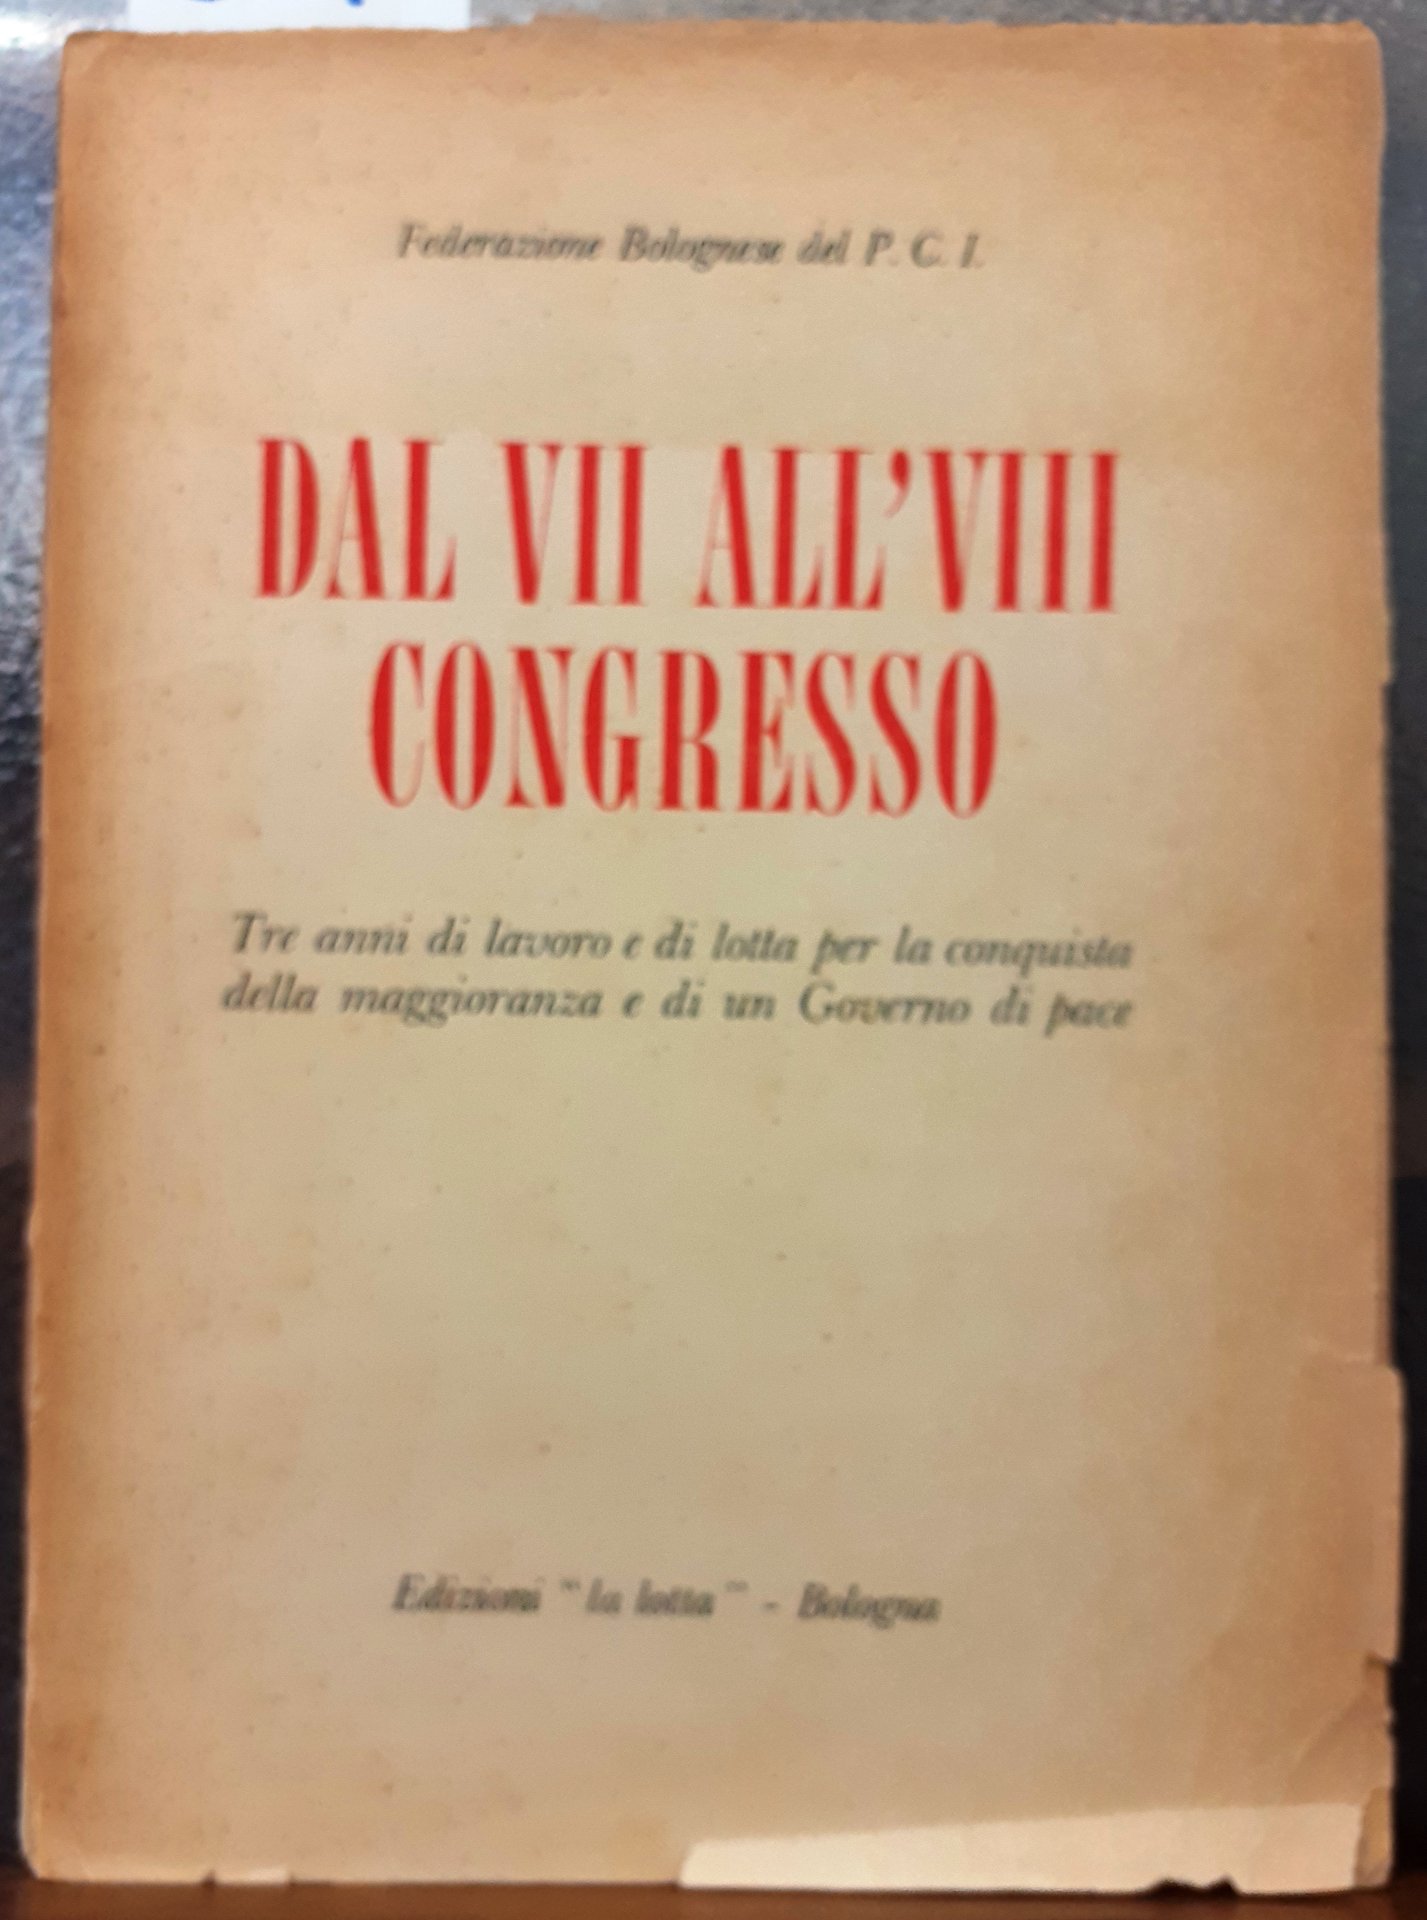 Federazione Bolognese del P. C. I.
DAL VII ALL'VIII
CONGRESSO
Tre anni di lavoro e di lotta per la conquista
della maggioranza e di un Governo di pace
Edizioni "la lotta" - Bologna